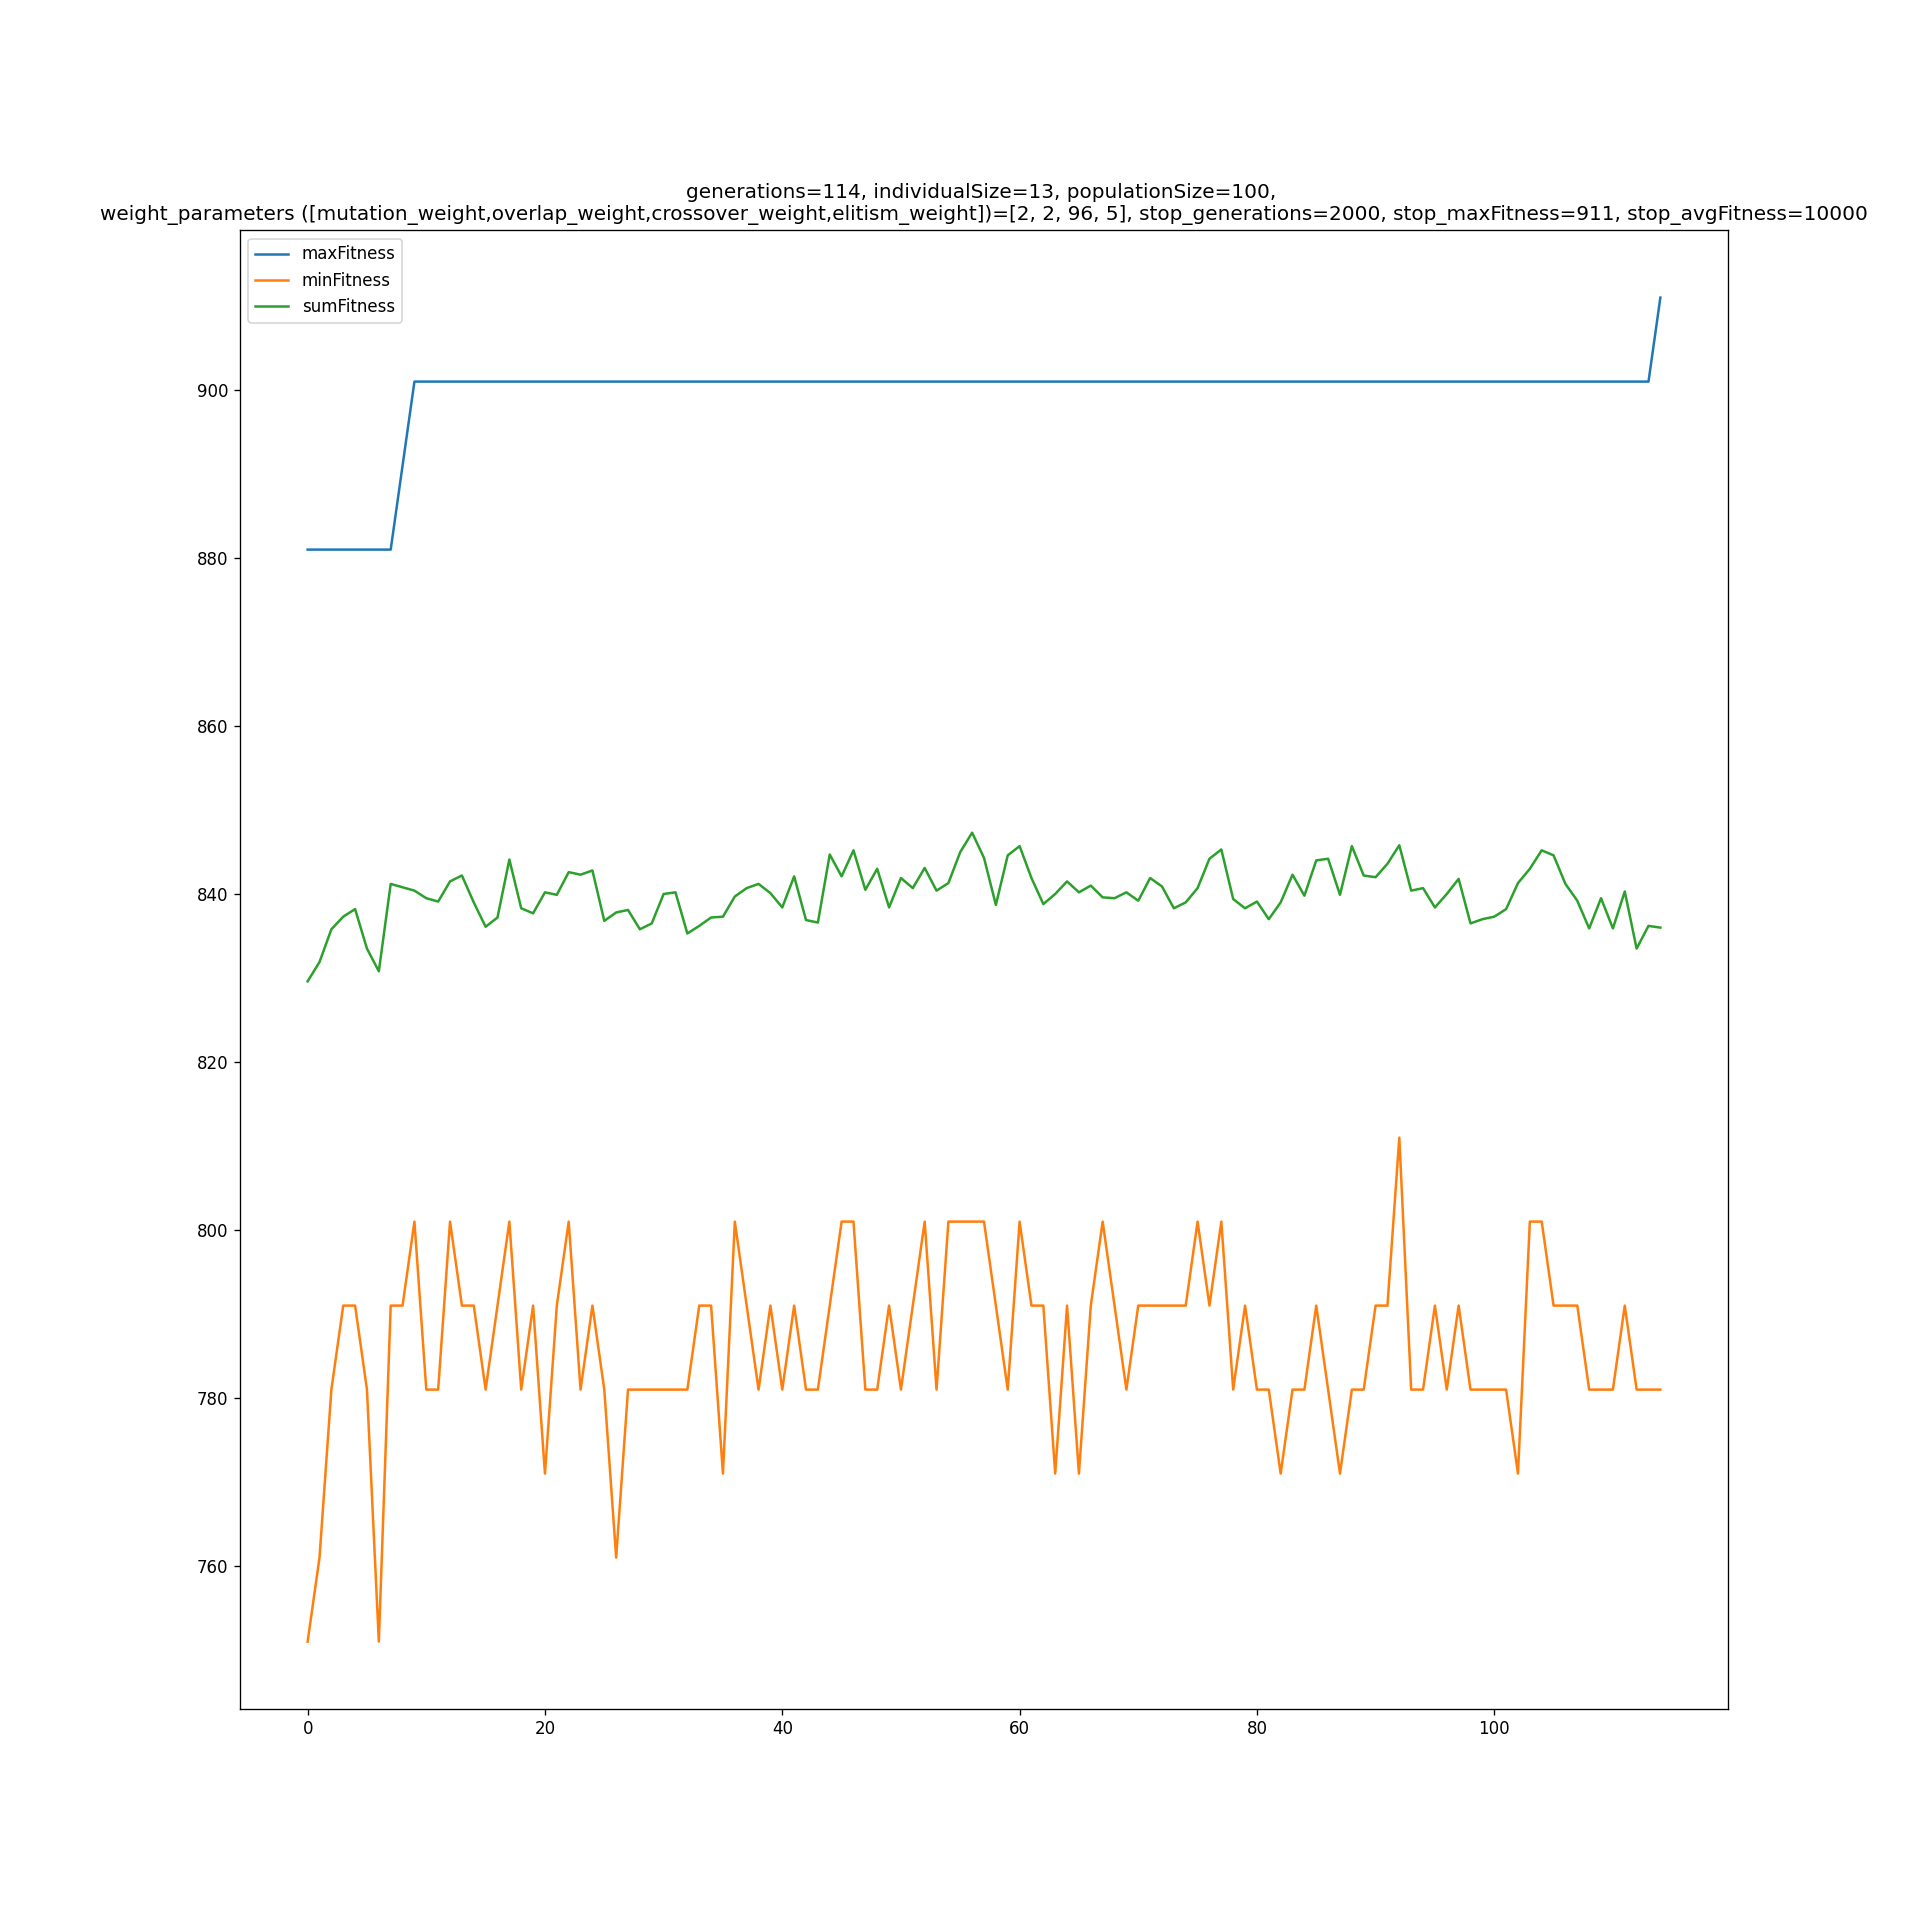 generations=114, individualSize=13, populationSize=100,
weight_parameters ([mutation_weight,overlap_weight,crossover_weight,elitism_weight])=[2, 2, 96, 5], stop_generations=2000, stop_maxFitness=911, stop_avgFitness=10000
maxFitness
minFitness
sumFitness
900
880
860
840
820
800
780
760
0 20 40 60 80 100